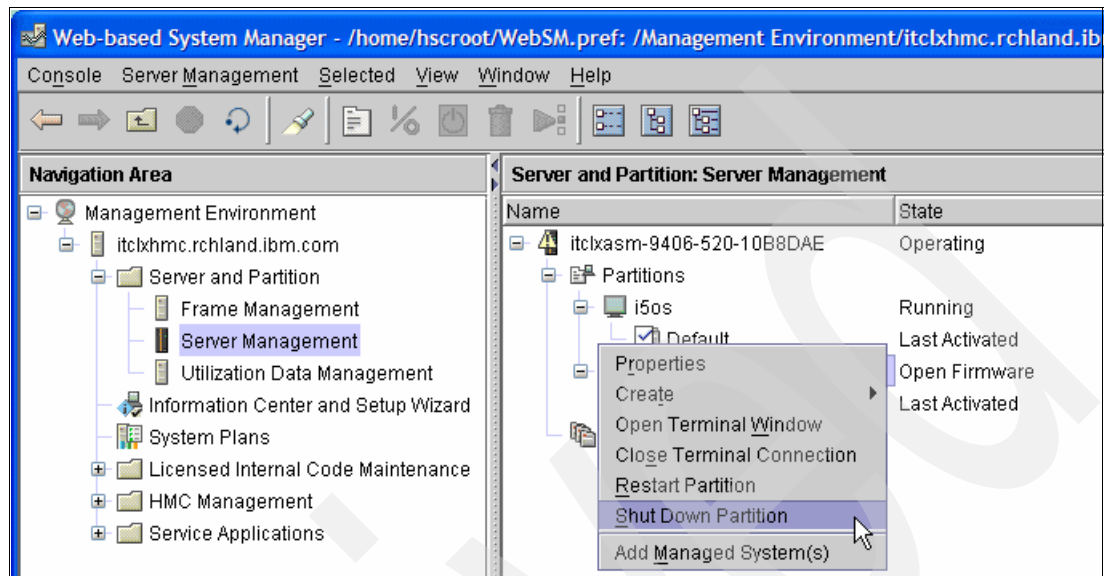 Web-based System Manager - /home/hscroot/WebSM.pref: /Management Environment/itclxhmc.rchland.ib
Console Server Management Selected View Window Help
Navigation Area
Server and Partition: Server Management
Management Environment
itclxhmc.rchland.ibm.com
Server and Partition
Frame Management
Server Management
Utilization Data Management
Information Center and Setup Wizard
System Plans
Licensed Internal Code Maintenance
HMC Management
Service Applications
Name State
itclxasm-9406-520-10B8DAE Operating
Partitions
i5os Running
Default Last Activated
Open Firmware
Last Activated
Properties
Create
Open Terminal Window
Close Terminal Connection
Restart Partition
Shut Down Partition
Add Managed System(s)